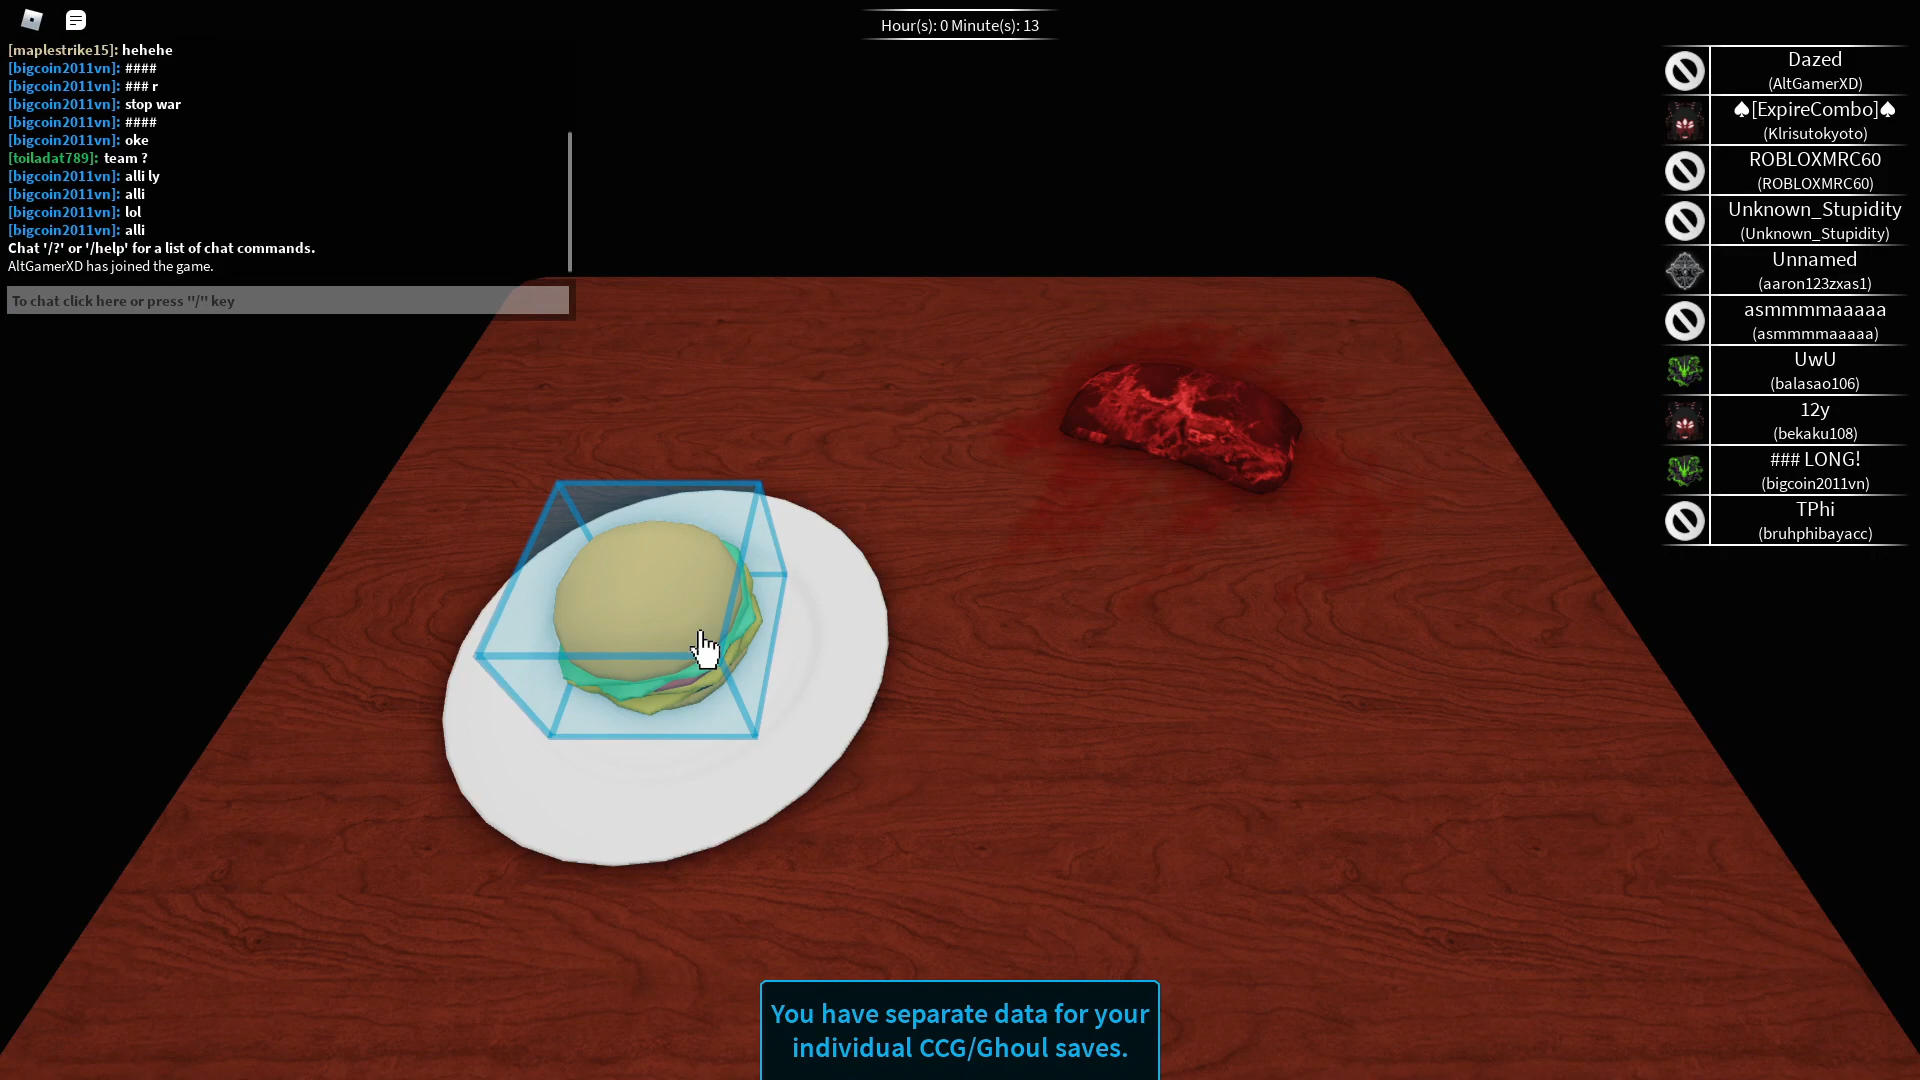 Hour(s): 0 Minute(s): 13
[maplestrike15]: hehehe
[bigcoin2011vn]: ####
[bigcoin2011vn]: ### r
[bigcoin2011vn]: stop war
[bigcoin2011vn]: ####
[bigcoin2011vn]: oke
[toiladat789]: team ?
[bigcoin2011vn]: alli ly
[bigcoin2011vn]: alli
[bigcoin2011vn]: lol
[bigcoin2011vn]: alli
Chat '/?' or '/help' for a list of chat commands.
AltGamerXD has joined the game.
To chat click here or press "/" key
Dazed
(AltGamerXD)
♠[ExpireCombo]♠
(Klrisutokyoto)
ROBLOXMRC60
(ROBLOXMRC60)
Unknown_Stupidity
(Unknown_Stupidity)
Unnamed
(aaron123zxas1)
asmmmmaaaaa
(asmmmmaaaaa)
UwU
(balasao106)
12y
(bekaku108)
### LONG!
(bigcoin2011vn)
TPhi
(bruhphibayacc)
You have separate data for your
individual CCG/Ghoul saves.